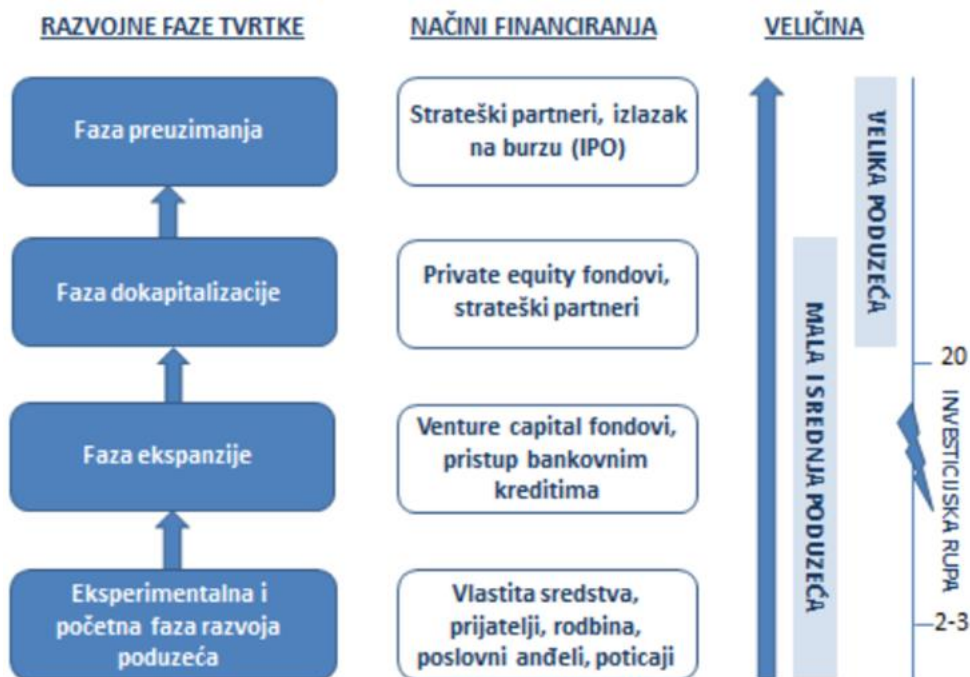 RAZVOJNE FAZE TVRTKE
NAČINI FINANCIRANJA
VELIČINA
Faza preuzimanja
Strateški partneri, izlazak
na burzu (IPO)
VELIKA PODUZEĆA
Faza dokapitalizacije
Private equity fondovi,
strateški partneri
MALA I SREDNJA PODUZEĆA
20
Faza ekspanzije
Venture capital fondovi,
pristup bankovnim
kreditima
INVESTICIJSKA RUPA
Eksperimentalna i
početna faza razvoja
poduzeća
Vlastita sredstva,
prijatelji, rodbina,
poslovni anđeli, poticaji
2-3